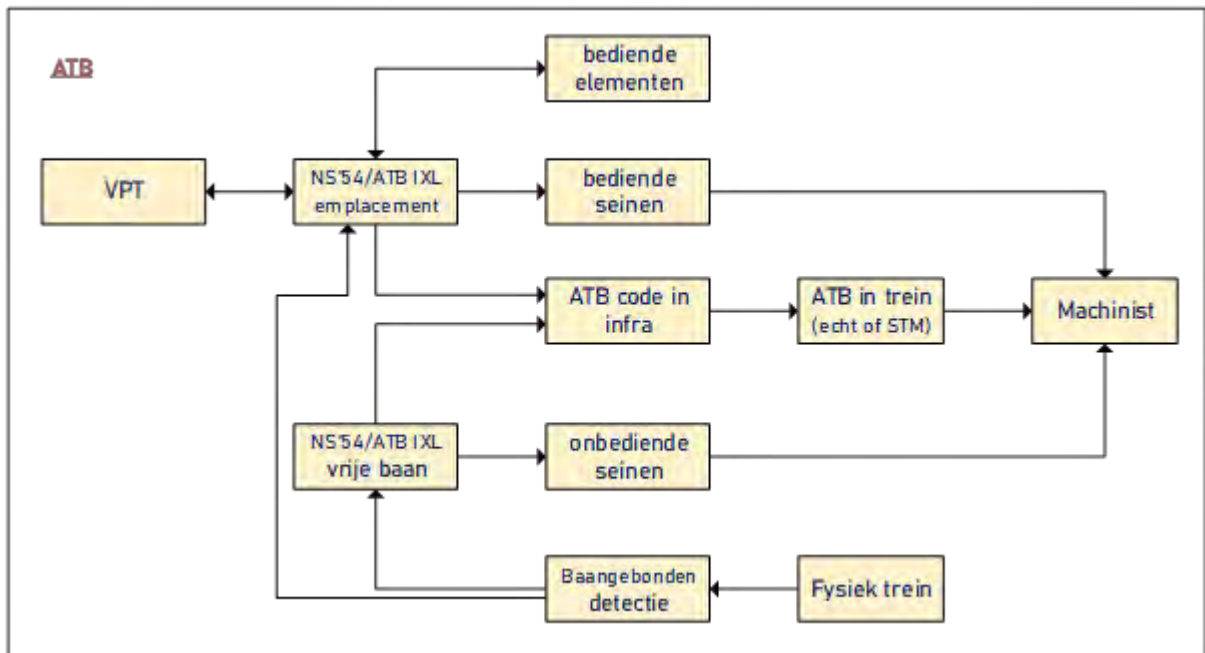 ATB
bediende
elementen
VPT
NS'54/ATB IXL
emplacement
bediende
seinen
ATB code in
infra
ATB in trein
(echt of STM)
Machinist
NS'54/ATB IXL
vrije baan
onbediende
seinen
Baangebonden
detectie
Fysiek trein